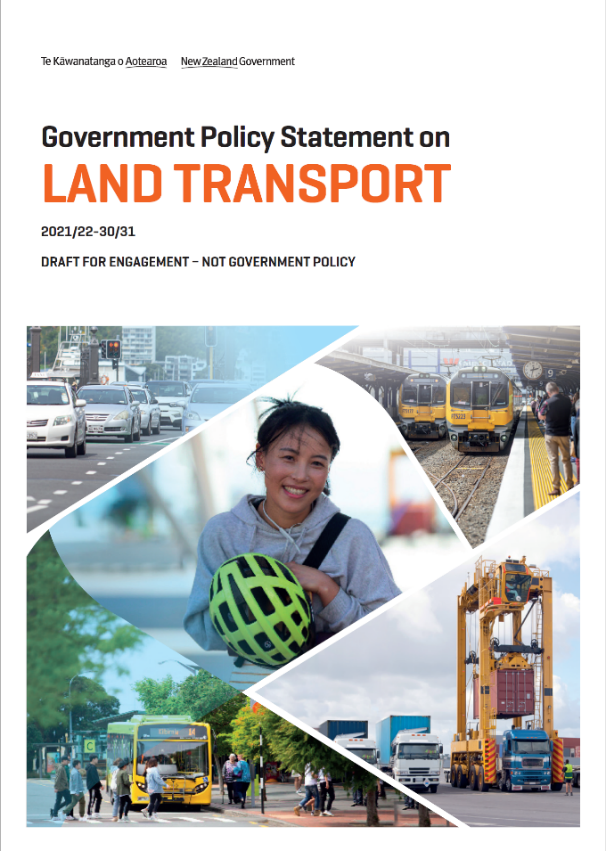 Te Kāwanatanga o Aotearoa New Zealand Government
Government Policy Statement on
LAND TRANSPORT
2021/22-30/31
DRAFT FOR ENGAGEMENT – NOT GOVERNMENT POLICY
C